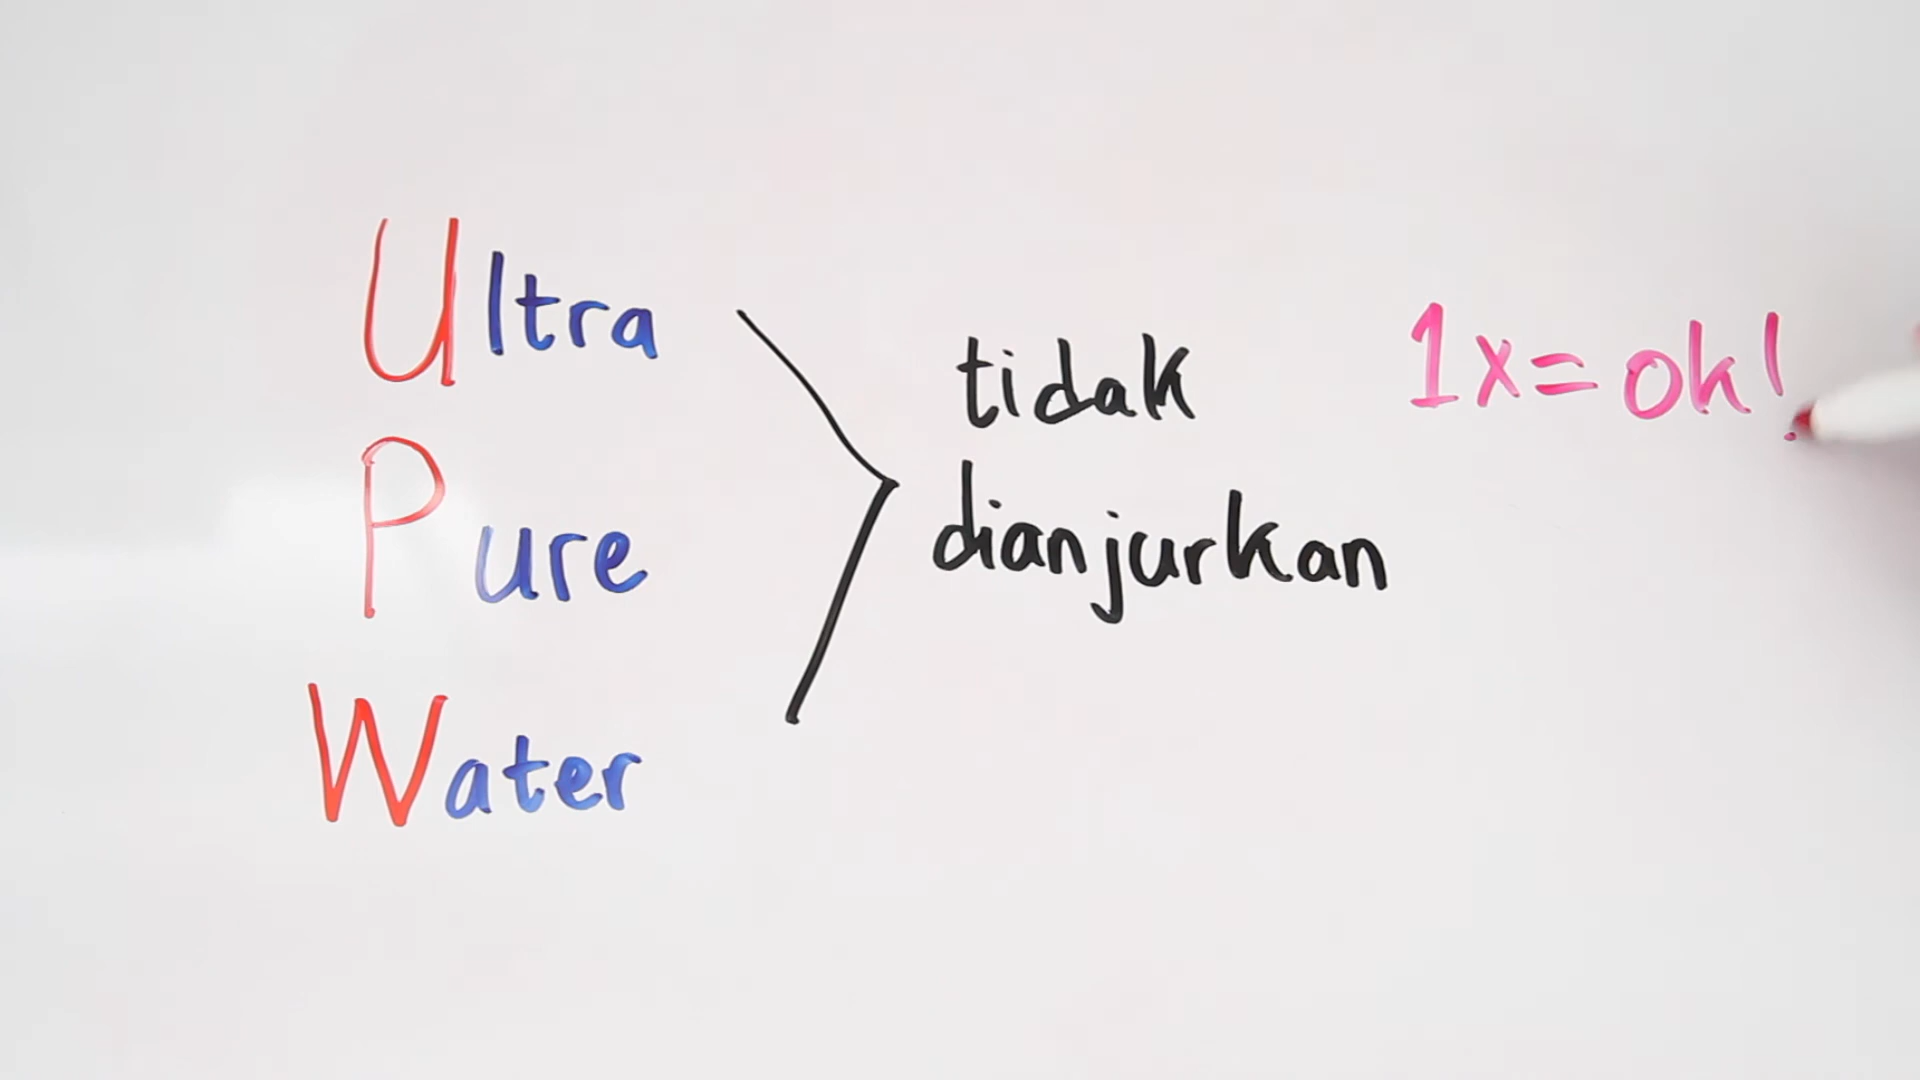 Ultra
Pure
Water
tidak
dianjurkan
1x=ok!